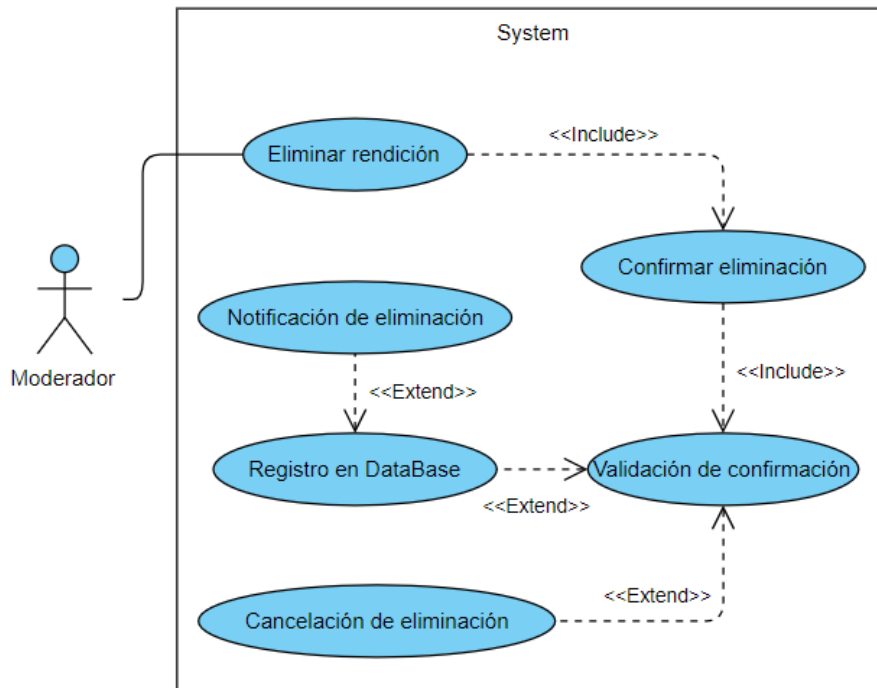 System
Eliminar rendición
<<Include>>
Confirmar eliminación
Notificación de eliminación
Moderador
<<Include>>
<<Extend>>
Registro en DataBase
Validación de confirmación
<<Extend>>
<<Extend>>
Cancelación de eliminación